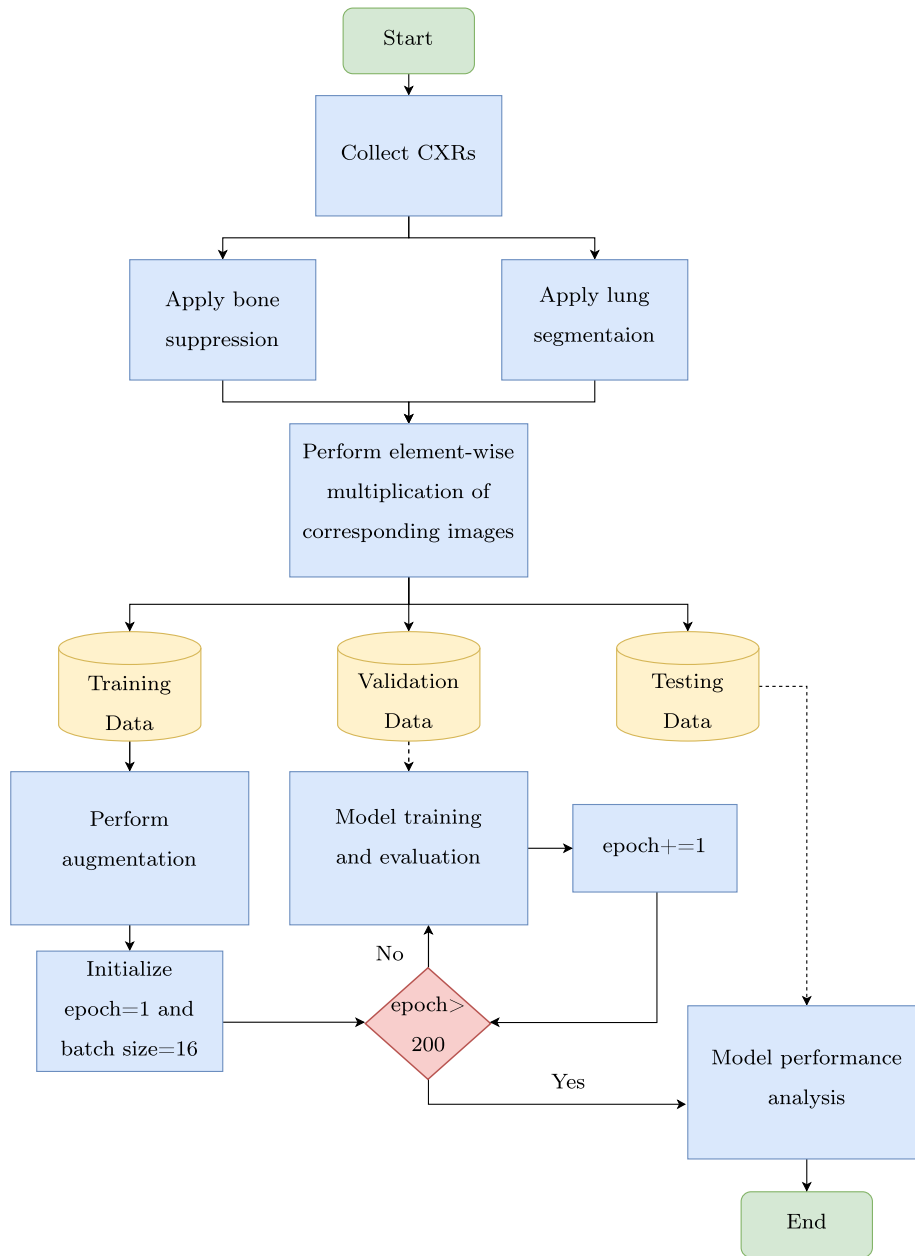 Start
Collect CXRs
Apply bone
suppression
Apply lung
segmentaion
Perform element-wise
multiplication of
corresponding images
Training
Data
Validation
Data
Testing
Data
Perform
augmentation
Model training
and evaluation
epoch+=1
No
Initialize
epoch=1 and
batch size=16
epoch>
200
Yes
Model performance
analysis
End